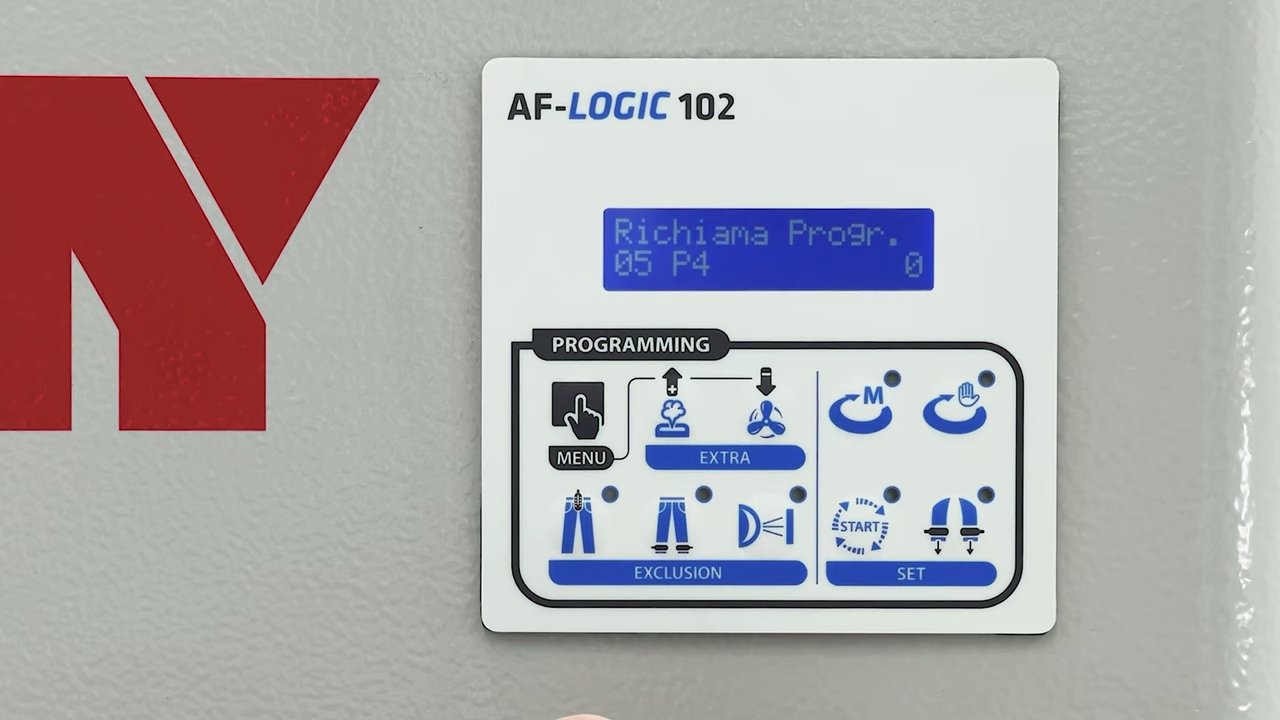 AF-LOGIC 102
Richiama Progr.
05 P4 0
PROGRAMMING
M
MENU
EXTRA
START
EXCLUSION
SET